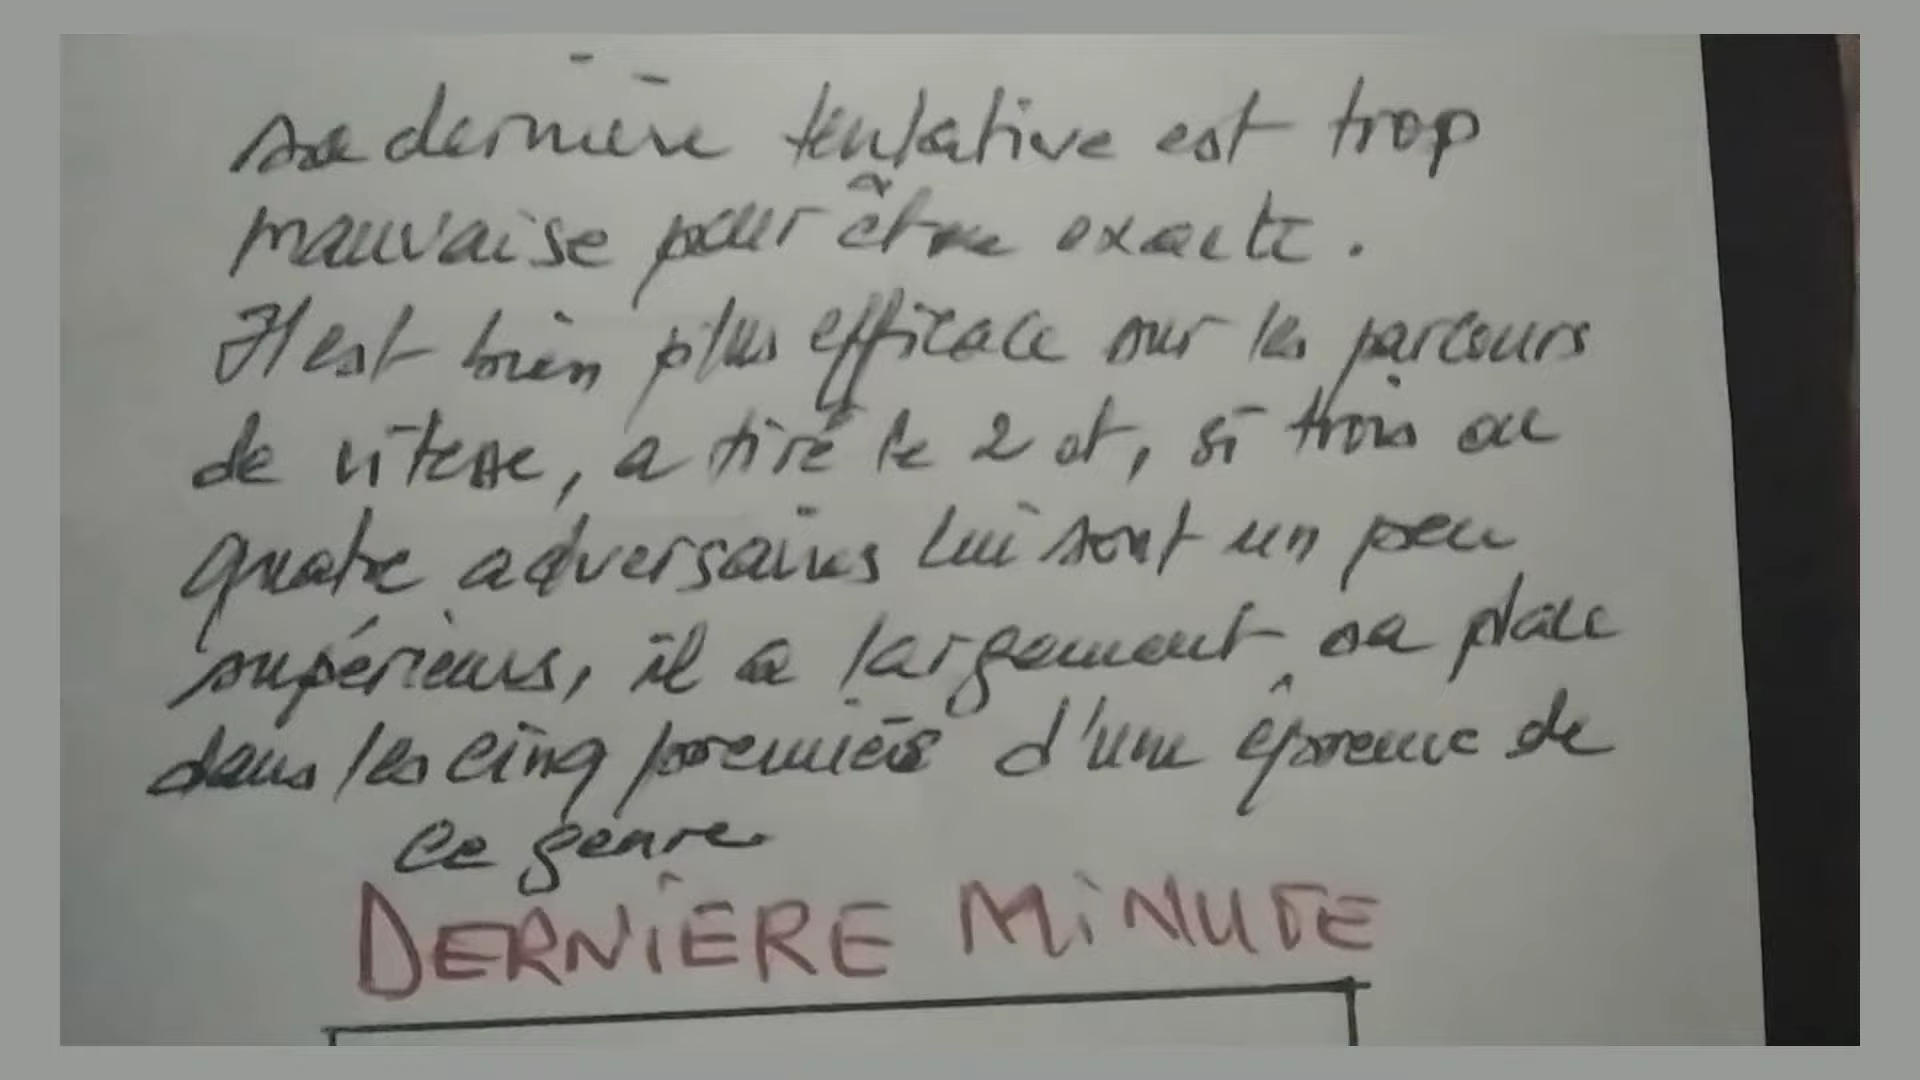 sa dernière tentative est trop
mauvaise pour être exacte.
Il est bien plus efficace sur les parcours
de vitesse, a tiré le 2 et, si trois ou
quatre adversaires lui sont un peu
supérieurs, il a largement sa place
dans les cinq premiers d'une épreuve de
ce genre
DERNIÈRE MINUTE